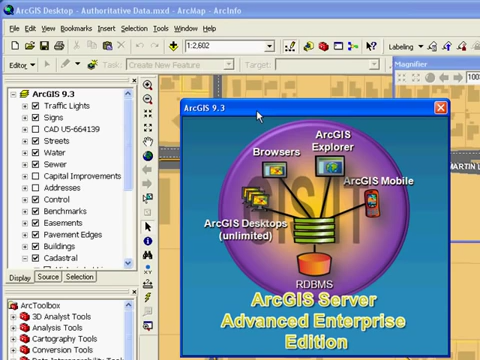 ArcGIS Desktop - Authoritative Data.mxd - ArcMap - ArcInfo
File Edit View Bookmarks Insert Selection Tools Window Help
1:2,602
Labeling
Editor Task: Create New Feature Target:
Magnifier
100
ArcGIS 9.3
Traffic Lights
Signs
CAD U5-664139
Streets
Water
Sewer
Capital Improvements
Addresses
Control
Benchmarks
Easements
Pavement Edges
Buildings
Cadastral
Display Source Selection
ArcToolbox
3D Analyst Tools
Analysis Tools
Cartography Tools
Conversion Tools
ArcGIS 9.3
ArcGIS
Explorer
Browsers
ArcGIS Mobile
ArcGIS Desktops
(unlimited)
RDBMS
ArcGIS Server
Advanced Enterprise
Edition
MARTIN L